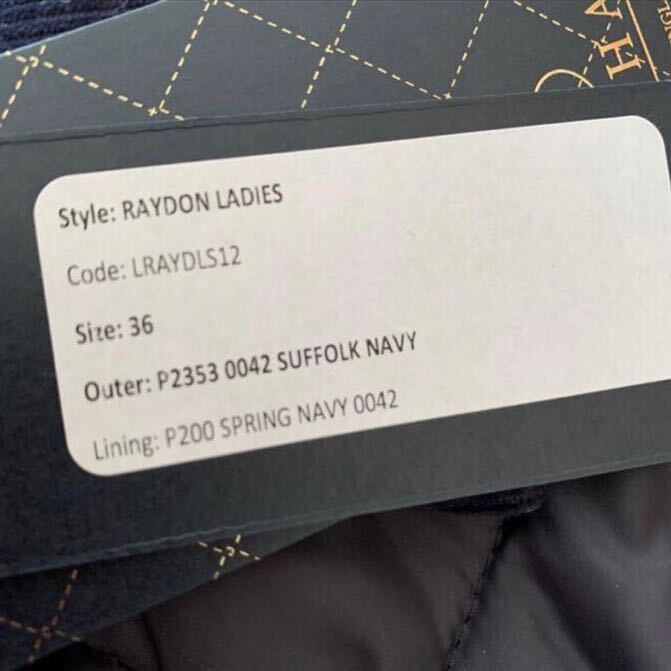 Style: RAYDON LADIES
Code: LRAYDLS12
Size: 36
Outer: P2353 0042 SUFFOLK NAVY
Lining: P200 SPRING NAVY 0042